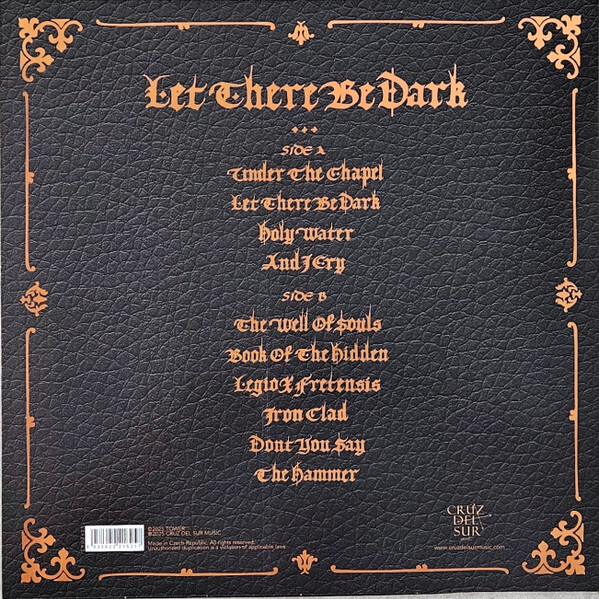 Let There Be Dark
SIDE A
Under The Chapel
Let There Be Dark
Holy Water
And I Cry
SIDE B
The Well Of Souls
Book Of The Hidden
Legio X Fretensis
Iron Clad
Dont You Say
The Hammer
©2025 TOWER
℗2025 CRUZ DEL SUR MUSIC
Made in Czech Republic. All rights reserved.
Unauthorized duplication is a violation of applicable laws
CRUZ
DEL
SUR
www.cruzdelsurmusic.com